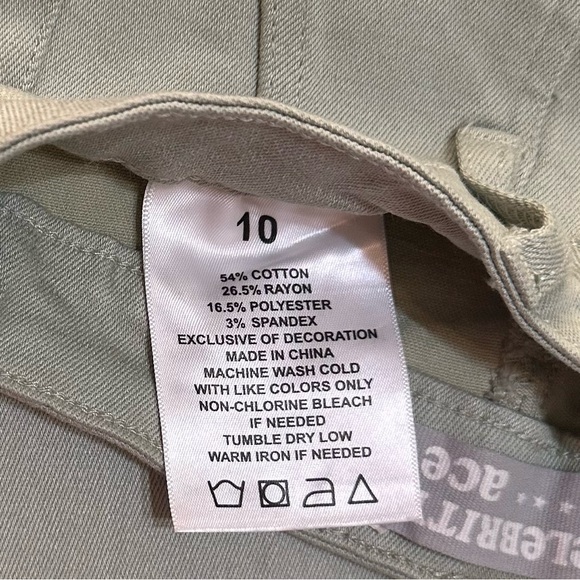 10
54% COTTON
26.5% RAYON
16.5% POLYESTER
3% SPANDEX
EXCLUSIVE OF DECORATION
MADE IN CHINA
MACHINE WASH COLD
WITH LIKE COLORS ONLY
NON-CHLORINE BLEACH
IF NEEDED
TUMBLE DRY LOW
WARM IRON IF NEEDED
ace